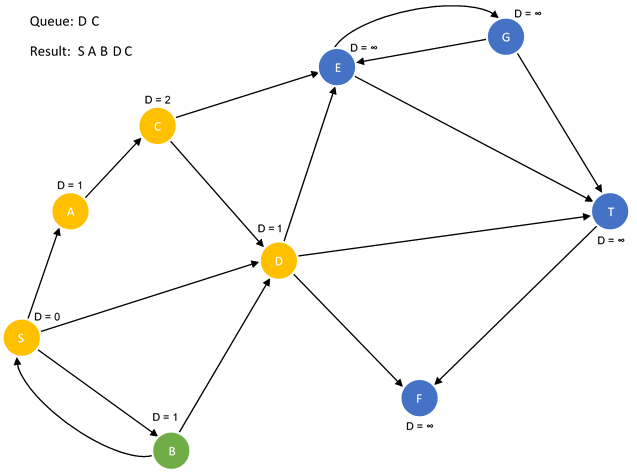 Queue: D C
D = ∞
G
Result: S A B D C
D = ∞
E
D = 2
C
D = 1
A
T
D = 1
D = ∞
D
D = 0
S
D = 1
F
D = ∞
B